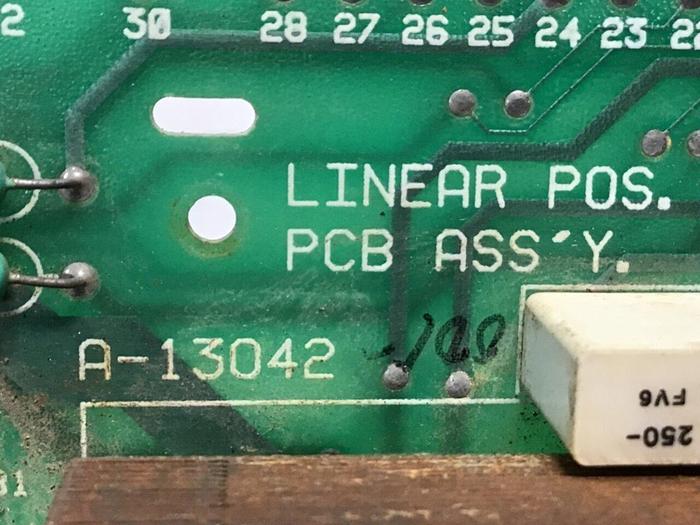 30 28 27 26 25 24 23
LINEAR POS.
PCB ASS'Y.
A-13042 -100
FV6
250-